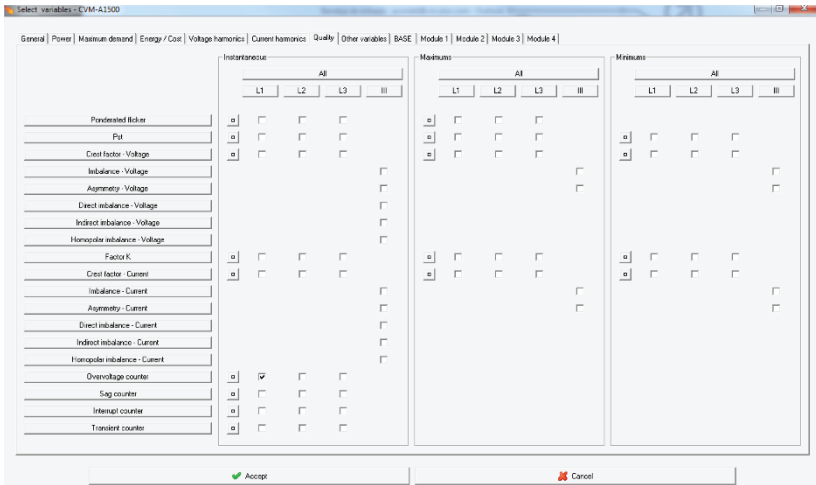 Select variables - CVM-A1500
General Power Maximum demand Energy / Cost Voltage harmonics Current harmonics Quality Other variables BASE Module 1 Module 2 Module 3 Module 4
Instantaneous Maximums Minimums
All All All
L1 L2 L3 III L1 L2 L3 III L1 L2 L3 III
Ponderated flicker
Pst
Crest factor - Voltage
Imbalance - Voltage
Asymmetry - Voltage
Direct imbalance - Voltage
Indirect imbalance - Voltage
Homopolar imbalance - Voltage
Factor K
Crest factor - Current
Imbalance - Current
Asymmetry - Current
Direct imbalance - Current
Indirect imbalance - Current
Homopolar imbalance - Current
Overvoltage counter
Sag counter
Interrupt counter
Transient counter
Accept Cancel